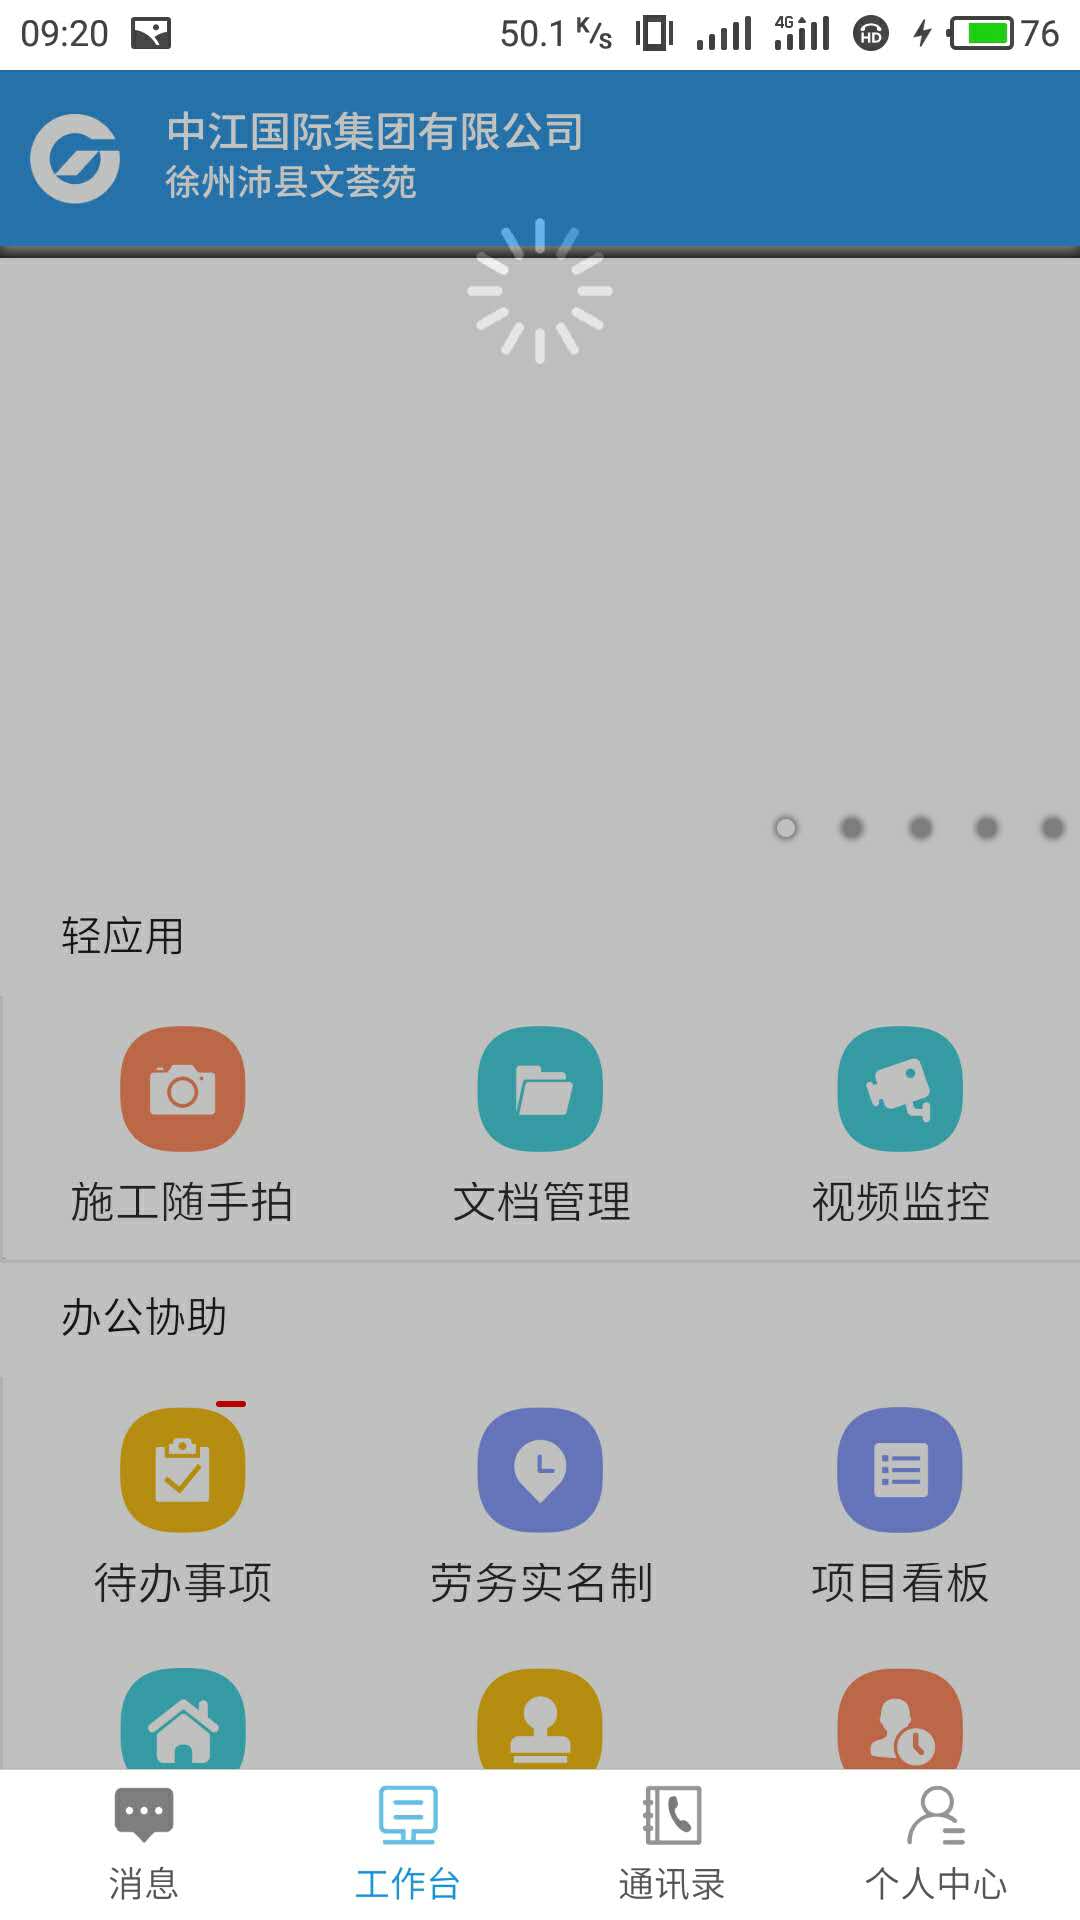 09:20 50.1 K/s 4G HD 76
中江国际集团有限公司
徐州沛县文荟苑
轻应用
施工随手拍 文档管理 视频监控
办公协助
待办事项 劳务实名制 项目看板
消息 工作台 通讯录 个人中心